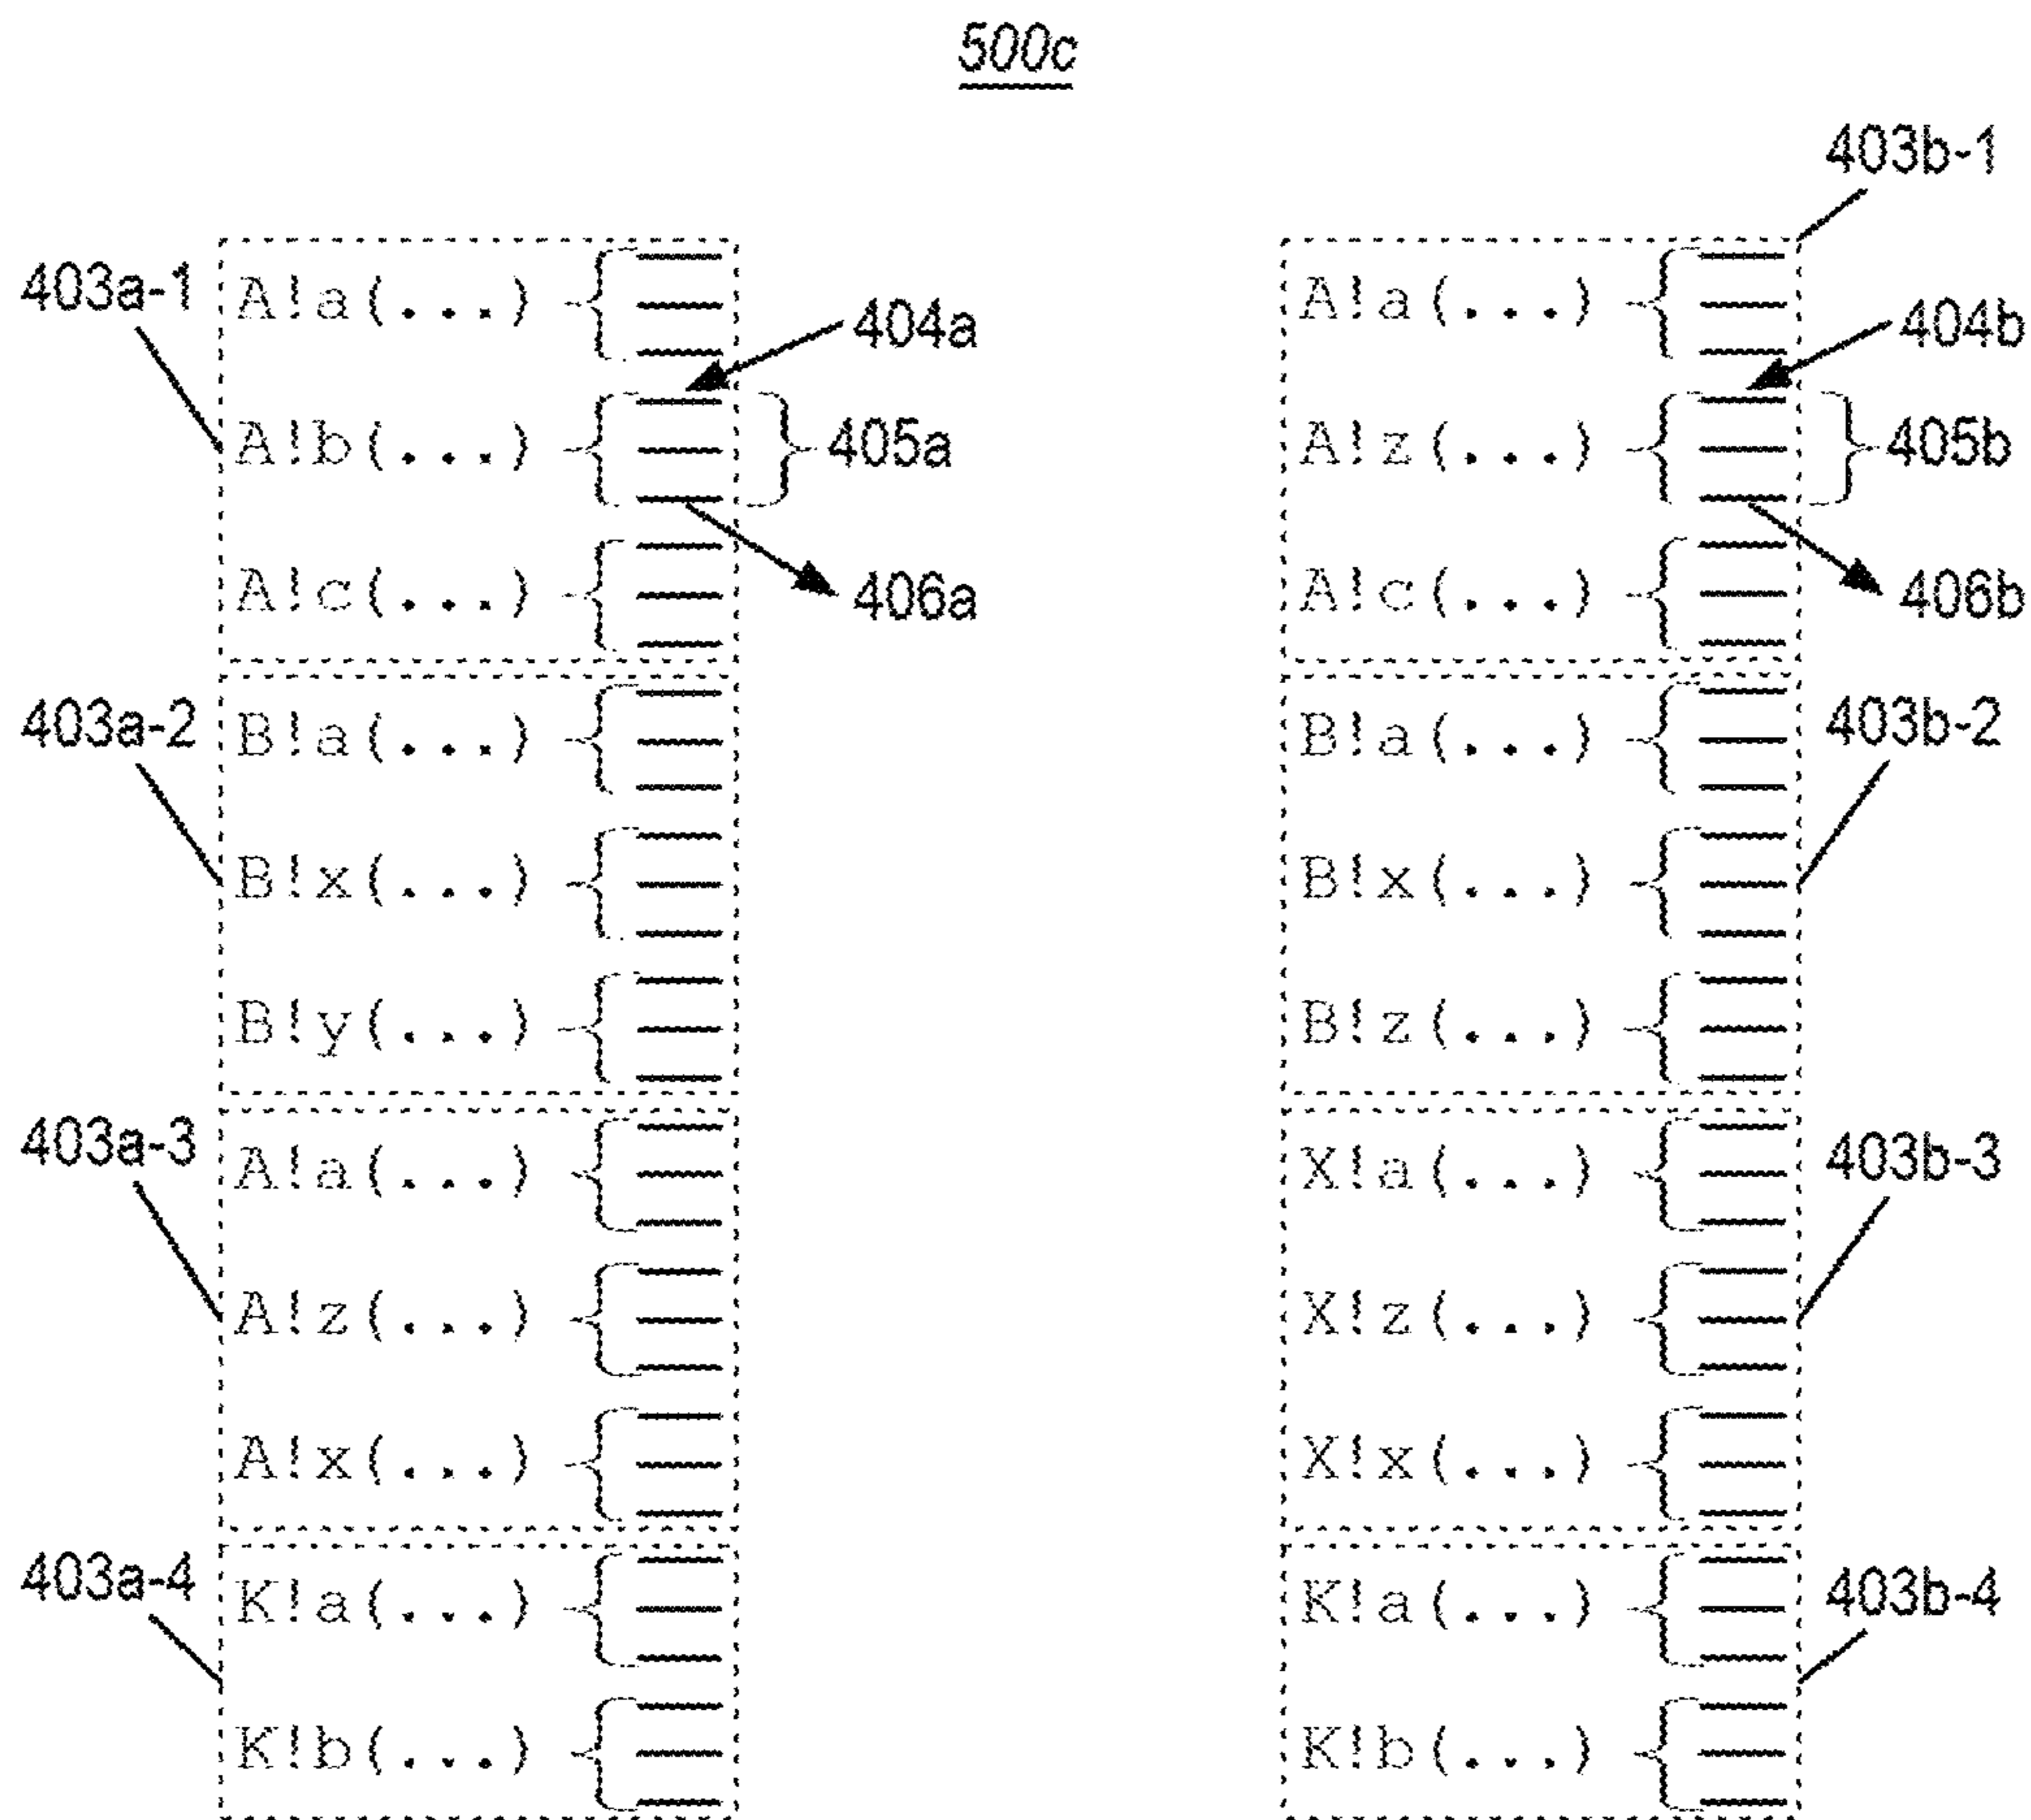 500c
403b-1
403a-1
A!a(...)
A!a(...)
404a
404b
A!b(...)
405a
A!z(...)
405b
A!c(...)
406a
A!c(...)
406b
403a-2
B!a(...)
B!a(...)
403b-2
B!x(...)
B!x(...)
B!y(...)
B!z(...)
403a-3
A!a(...)
X!a(...)
403b-3
A!z(...)
X!z(...)
A!x(...)
X!x(...)
403a-4
K!a(...)
K!a(...)
403b-4
K!b(...)
K!b(...)